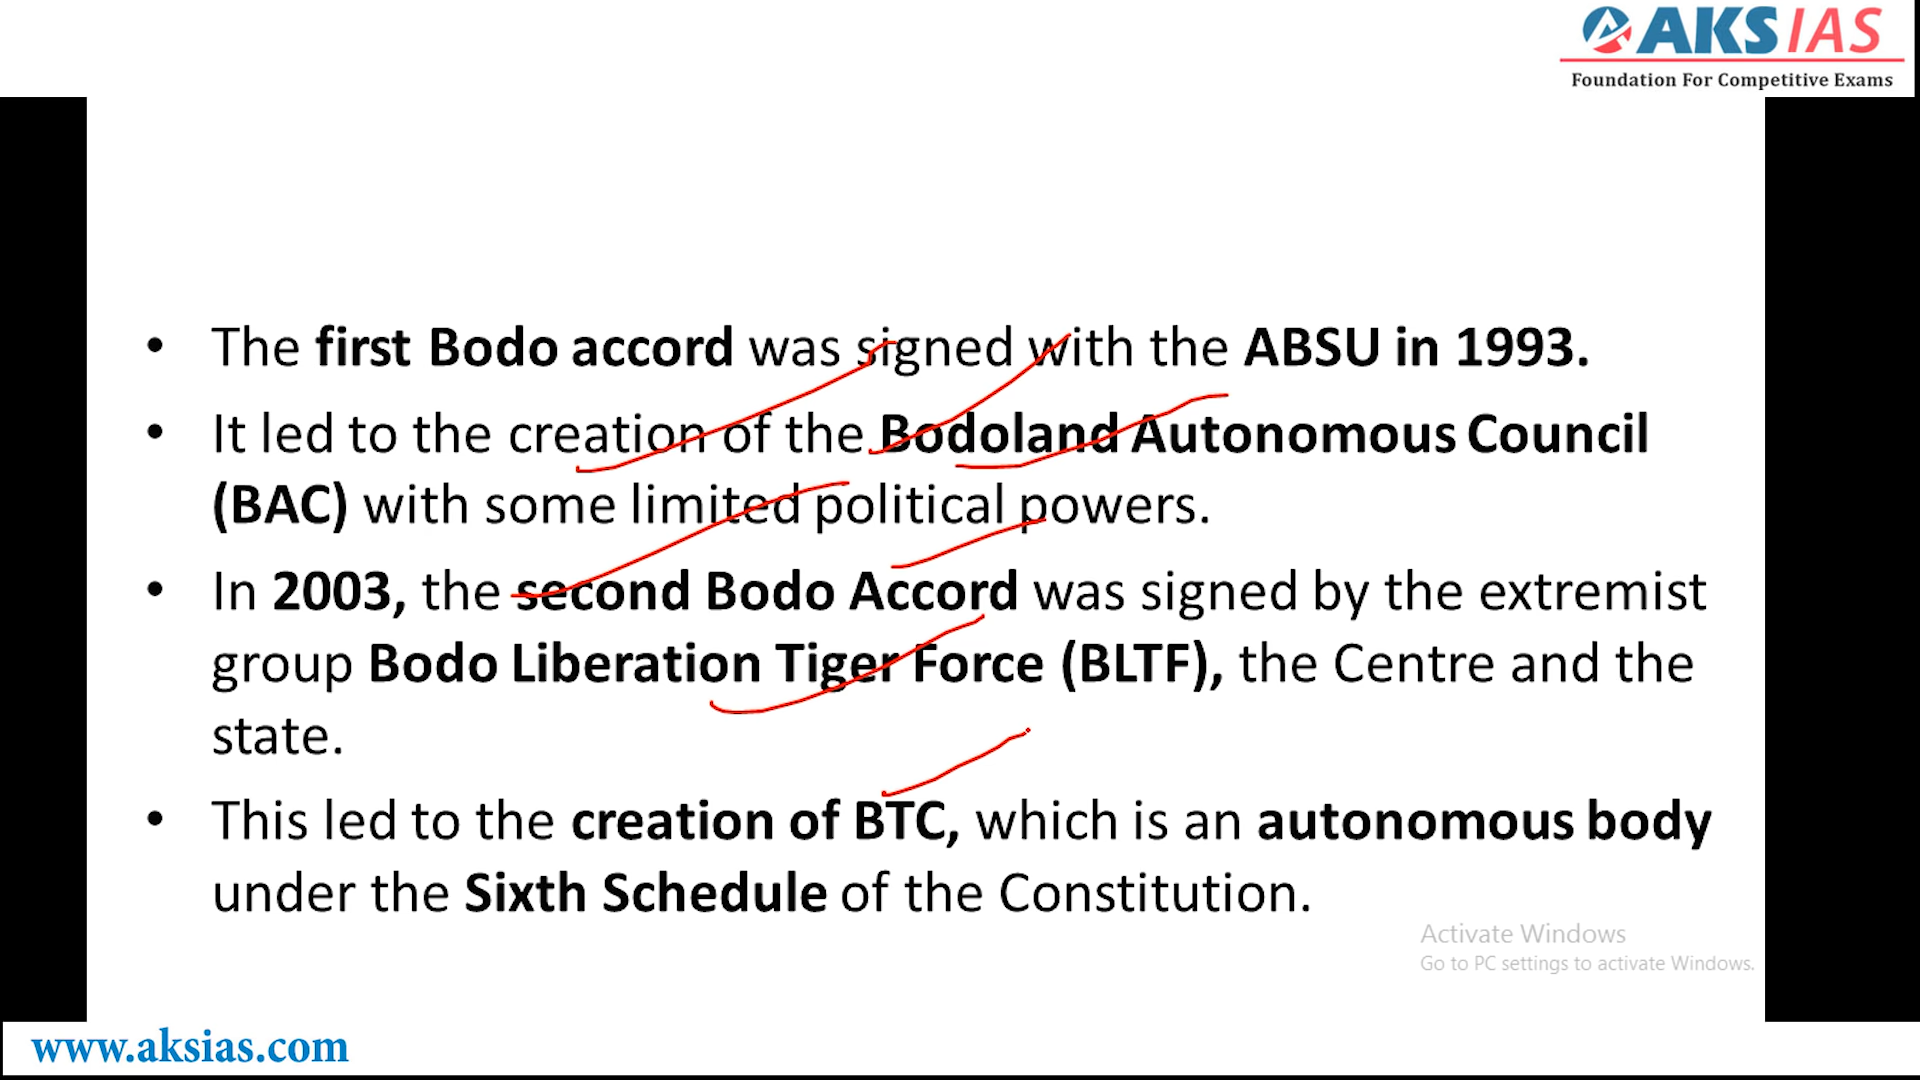 AKSIAS
Foundation For Competitive Exams
• The first Bodo accord was signed with the ABSU in 1993.
• It led to the creation of the Bodoland Autonomous Council
(BAC) with some limited political powers.
• In 2003, the second Bodo Accord was signed by the extremist
group Bodo Liberation Tiger Force (BLTF), the Centre and the
state.
• This led to the creation of BTC, which is an autonomous body
under the Sixth Schedule of the Constitution.
Activate Windows
Go to PC settings to activate Windows.
www.aksias.com